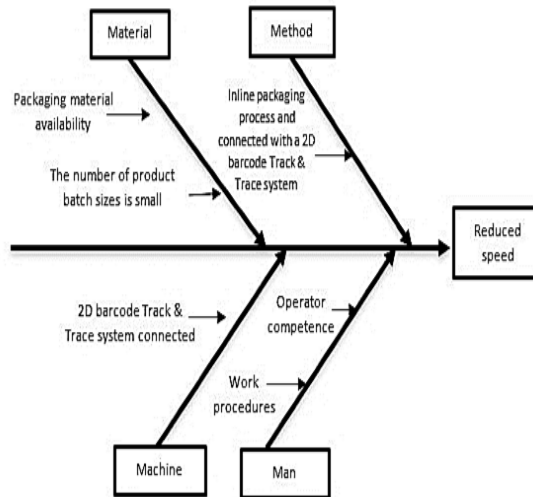 Material
Method
Packaging material
availability
The number of product
batch sizes is small
Inline packaging
process and
connected with a 2D
barcode Track &
Trace system
Reduced
speed
2D barcode Track &
Trace system connected
Operator
competence
Work
procedures
Machine
Man